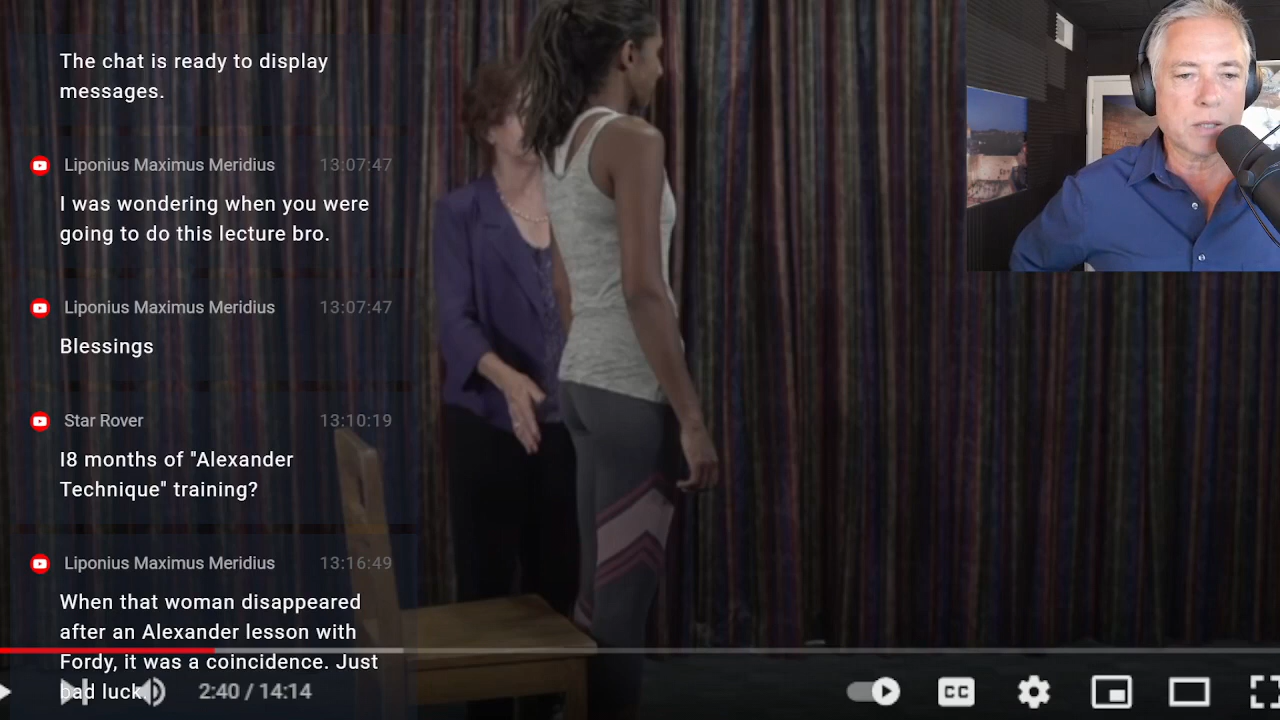 The chat is ready to display
messages.
Liponius Maximus Meridius 13:07:47
I was wondering when you were
going to do this lecture bro.
Liponius Maximus Meridius 13:07:47
Blessings
Star Rover 13:10:19
I8 months of "Alexander
Technique" training?
Liponius Maximus Meridius 13:16:49
When that woman disappeared
after an Alexander lesson with
Fordy, it was a coincidence. Just
bad luck.
2:40 / 14:14
CC